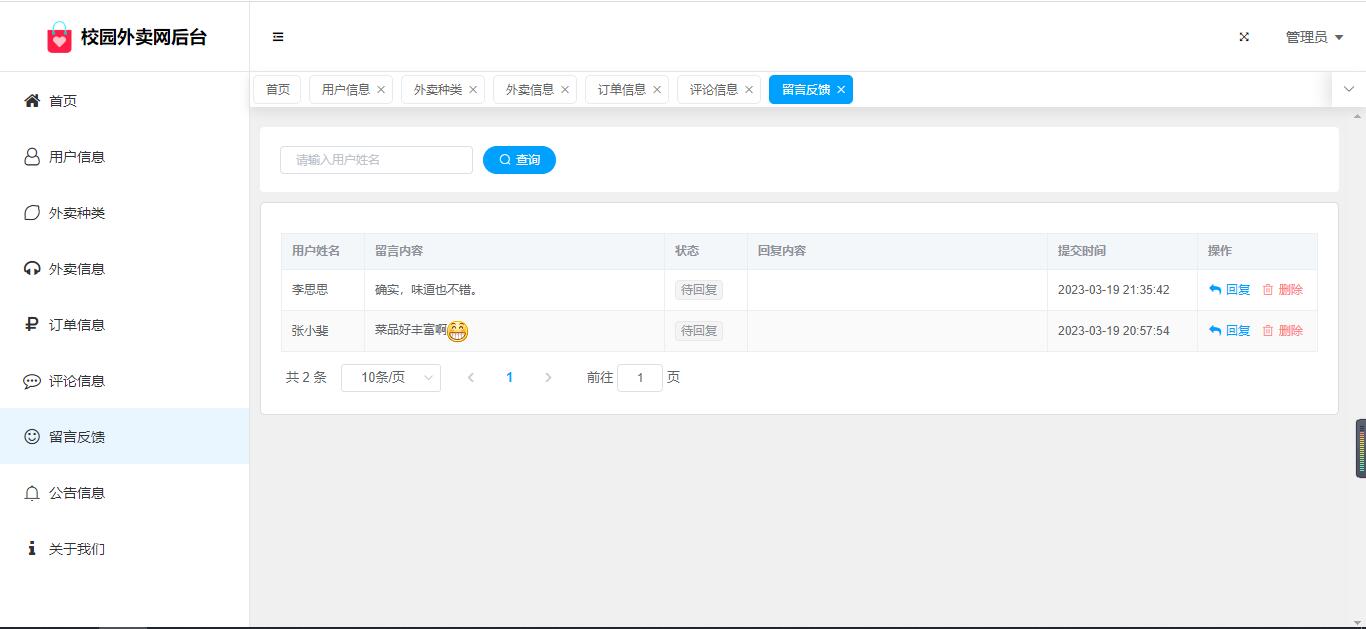 校园外卖网后台
管理员
首页
用户信息
外卖种类
外卖信息
订单信息
评论信息
留言反馈
公告信息
关于我们
首页 用户信息 外卖种类 外卖信息 订单信息 评论信息 留言反馈
请输入用户姓名 查询
用户姓名 留言内容 状态 回复内容 提交时间 操作
李思思 确实，味道也不错。 待回复 2023-03-19 21:35:42 回复 删除
张小斐 菜品好丰富啊😁 待回复 2023-03-19 20:57:54 回复 删除
共 2 条 10条/页 1 前往 1 页